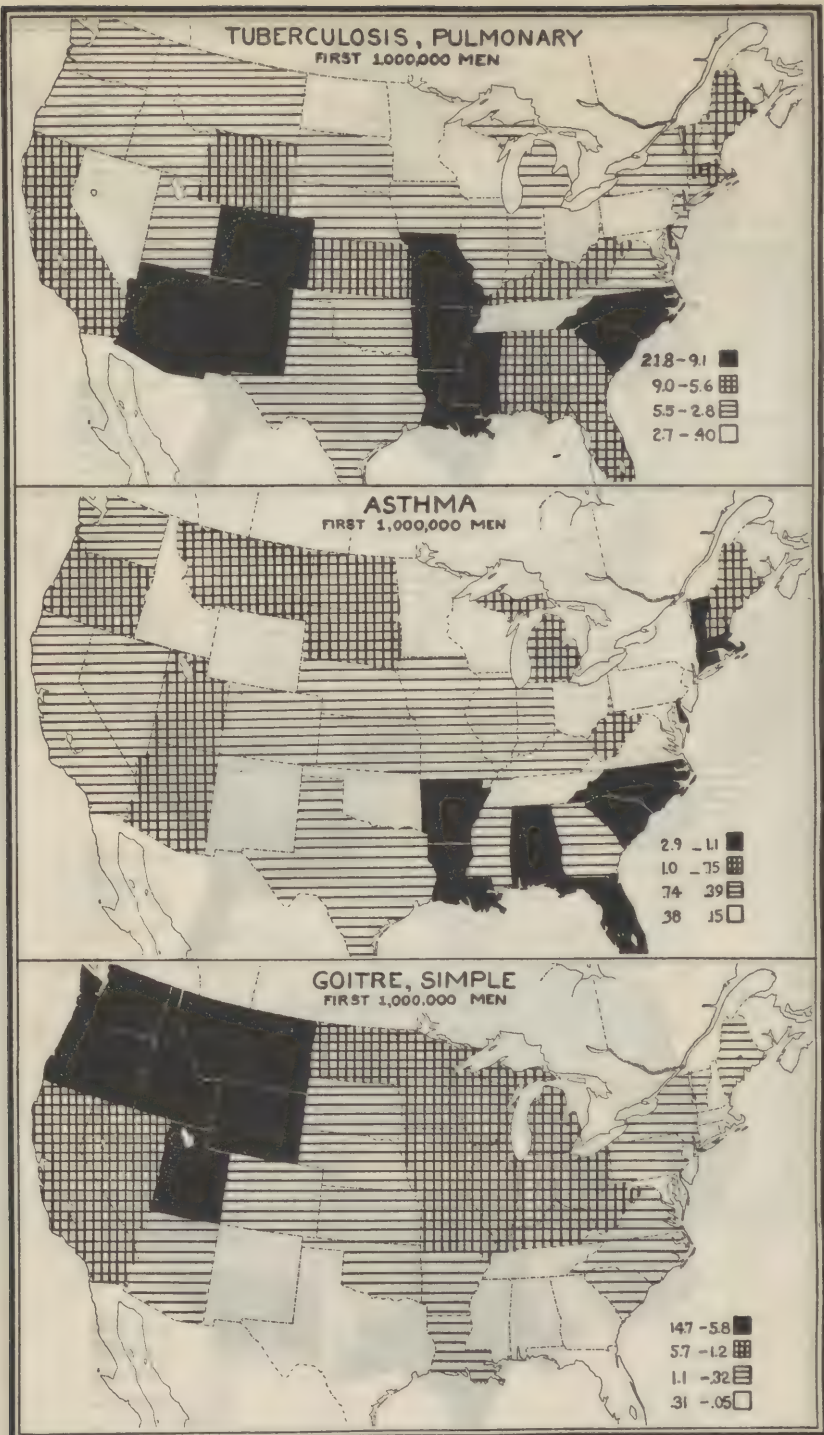 TUBERCULOSIS, PULMONARY
FIRST 1,000,000 MEN
21.8 - 9.1
9.0 - 5.6
5.5 - 2.8
2.7 - .40
ASTHMA
FIRST 1,000,000 MEN
2.9 - 1.1
1.0 - .75
.74 .39
.38 .15
GOITRE, SIMPLE
FIRST 1,000,000 MEN
14.7 - 5.8
5.7 - 1.2
1.1 - .32
.31 - .05